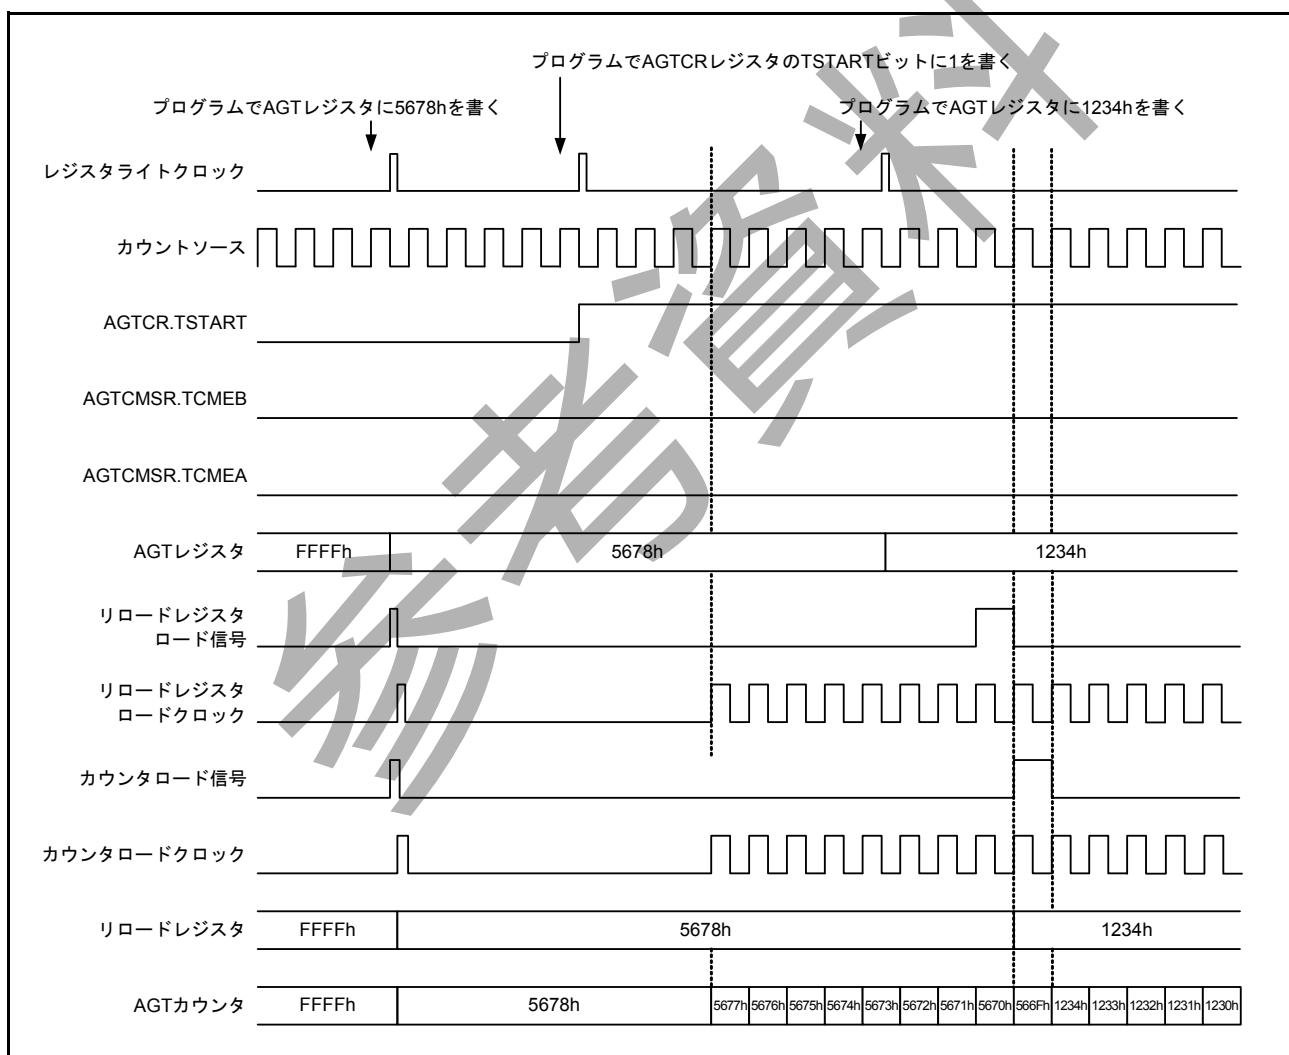 プログラムでAGTCRレジスタのTSTARTビットに1を書く
プログラムでAGTレジスタに5678hを書く
プログラムでAGTレジスタに1234hを書く
レジスタライトクロック
カウントソース
AGTCR.TSTART
AGTCMSR.TCMEB
AGTCMSR.TCMEA
AGTレジスタ FFFFh 5678h 1234h
リロードレジスタ
ロード信号
リロードレジスタ
ロードクロック
カウンタロード信号
カウンタロードクロック
リロードレジスタ FFFFh 5678h 1234h
AGTカウンタ FFFFh 5678h 5677h 5676h 5675h 5674h 5673h 5672h 5671h 5670h 566Fh 1234h 1233h 1232h 1231h 1230h
参考資料